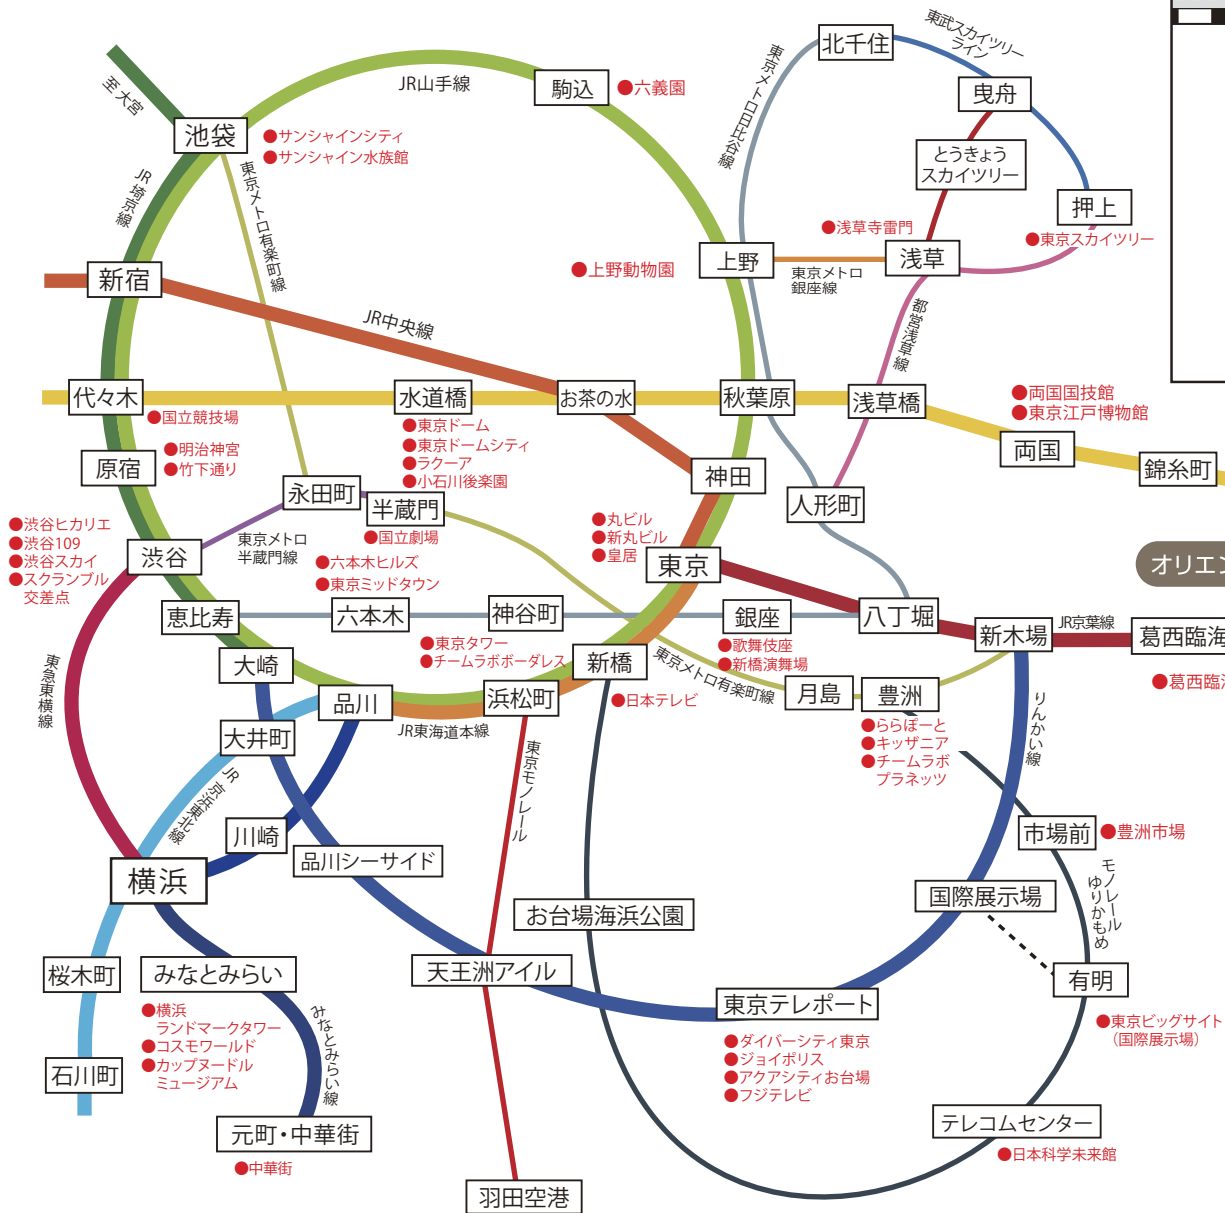 北千住
東武スカイツリー
ライン
東京メトロ日比谷線
曳舟
駒込
●六義園
JR山手線
至 大宮
池袋
●サンシャインシティ
●サンシャイン水族館
とうきょう
スカイツリー
押上
●東京スカイツリー
JR
埼京線
東京メトロ有楽町線
●浅草寺雷門
浅草
上野
●上野動物園
東京メトロ
銀座線
新宿
JR中央線
都営浅草線
代々木
●国立競技場
水道橋
●東京ドーム
●東京ドームシティ
●ラクーア
●小石川後楽園
お茶の水
秋葉原
浅草橋
●両国国技館
●東京江戸博物館
両国
錦糸町
原宿
●明治神宮
●竹下通り
神田
永田町
半蔵門
●国立劇場
人形町
●渋谷ヒカリエ
●渋谷109
●渋谷スカイ
●スクランブル
交差点
渋谷
東京メトロ
半蔵門線
●六本木ヒルズ
●東京ミッドタウン
●丸ビル
●新丸ビル
●皇居
東京
オリエン
恵比寿
六本木
神谷町
銀座
●歌舞伎座
●新橋演舞場
八丁堀
新木場
JR京葉線
葛西臨海
●葛西臨海
大崎
●東京タワー
●チームラボボーダレス
新橋
●日本テレビ
東京メトロ有楽町線
月島
豊洲
●ららぽーと
●キッザニア
●チームラボ
プラネッツ
東急東横線
品川
浜松町
JR東海道本線
りんかい線
大井町
JR
京浜東北線
東京モノレール
川崎
品川シーサイド
市場前
●豊洲市場
横浜
モノレール
ゆりかもめ
国際展示場
お台場海浜公園
桜木町
みなとみらい
天王洲アイル
有明
東京テレポート
●横浜
ランドマークタワー
●コスモワールド
●カップヌードル
ミュージアム
みなとみらい線
●東京ビッグサイト
（国際展示場）
●ダイバーシティ東京
●ジョイポリス
●アクアシティお台場
●フジテレビ
石川町
元町・中華街
●中華街
テレコムセンター
●日本科学未来館
羽田空港